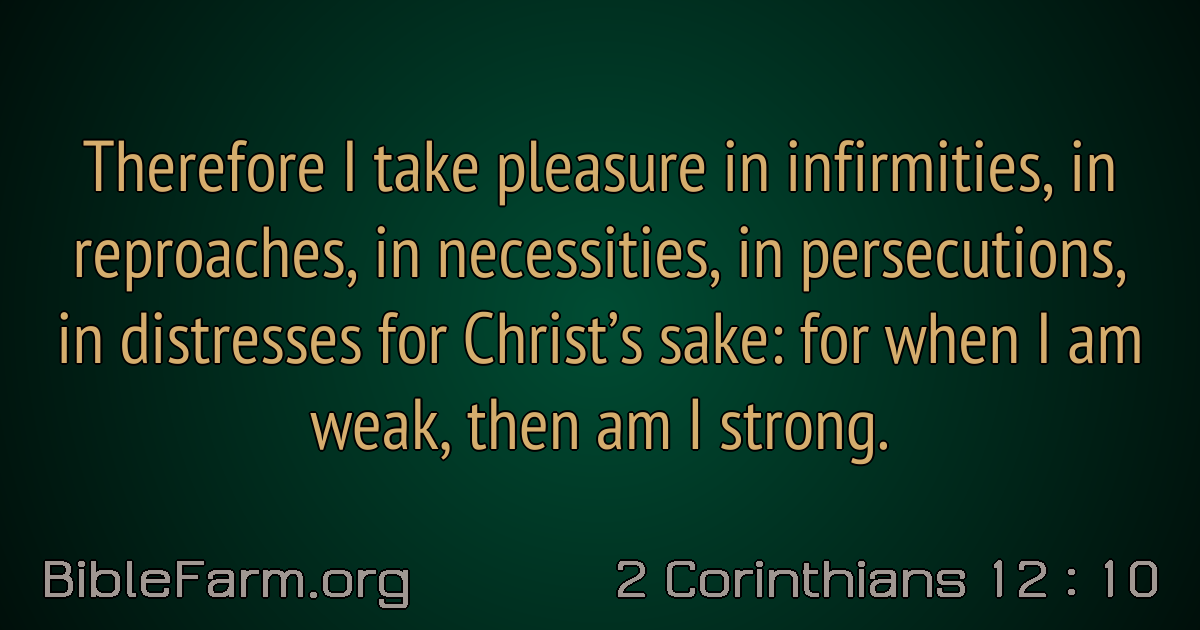 Therefore I take pleasure in infirmities, in
reproaches, in necessities, in persecutions,
in distresses for Christ’s sake: for when I am
weak, then am I strong.
BibleFarm.org 2 Corinthians 12 : 10